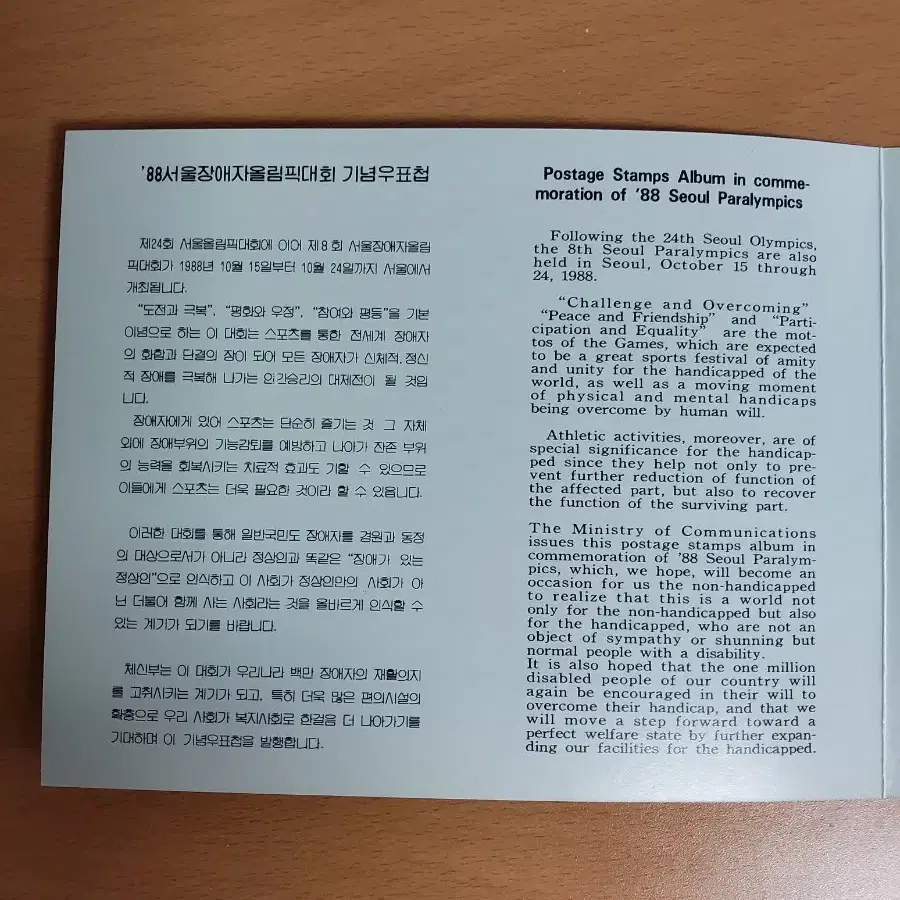 '88서울장애자올림픽대회 기념우표첩
제24회 서울올림픽대회에 이어 제8회 서울장애자올림
픽대회가 1988년 10월 15일부터 10월 24일까지 서울에서
개최됩니다.
"도전과 극복", "평화와 우정", "참여와 평등"을 기본
이념으로 하는 이 대회는 스포츠를 통한 전세계 장애자
의 화합과 단결의 장이 되어 모든 장애자가 신체적, 정신
적 장애를 극복해 나가는 인간승리의 대제전이 될 것입
니다.
장애자에게 있어 스포츠는 단순히 즐기는 것 그 자체
외에 장애부위의 기능감퇴를 예방하고 나아가 잔존 부위
의 능력을 회복시키는 치료적 효과도 기할 수 있으므로
이들에게 스포츠는 더욱 필요한 것이라 할 수 있읍니다.
이러한 대회를 통해 일반국민도 장애자를 경원과 동정
의 대상으로서가 아니라 정상인과 똑같은 "장애가 있는
정상인"으로 인식하고 이 사회가 정상인만의 사회가 아
닌 더불어 함께 사는 사회라는 것을 올바르게 인식할 수
있는 계기가 되기를 바랍니다.
체신부는 이 대회가 우리나라 백만 장애자의 재활의지
를 고취시키는 계기가 되고, 특히 더욱 많은 편의시설의
확충으로 우리 사회가 복지사회로 한걸음 더 나아가기를
기대하며 이 기념우표첩을 발행합니다.
Postage Stamps Album in comme-
moration of '88 Seoul Paralympics
Following the 24th Seoul Olympics,
the 8th Seoul Paralympics are also
held in Seoul, October 15 through
24, 1988.
"Challenge and Overcoming"
"Peace and Friendship" and "Parti-
cipation and Equality" are the mot-
tos of the Games, which are expected
to be a great sports festival of amity
and unity for the handicapped of the
world, as well as a moving moment
of physical and mental handicaps
being overcome by human will.
Athletic activities, moreover, are of
special significance for the handicap-
ped since they help not only to pre-
vent further reduction of function of
the affected part, but also to recover
the function of the surviving part.
The Ministry of Communications
issues this postage stamps album in
commemoration of '88 Seoul Paralym-
pics, which, we hope, will become an
occasion for us the non-handicapped
to realize that this is a world not
only for the non-handicapped but also
for the handicapped, who are not an
object of sympathy or shunning but
normal people with a disability.
It is also hoped that the one million
disabled people of our country will
again be encouraged in their will to
overcome their handicap, and that we
will move a step forward toward a
perfect welfare state by further expan-
ding our facilities for the handicapped.